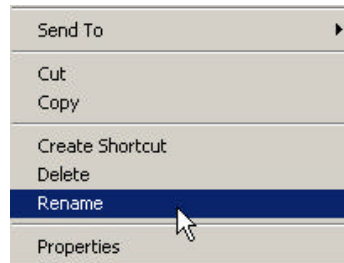 Send To
Cut
Copy
Create Shortcut
Delete
Rename
Properties